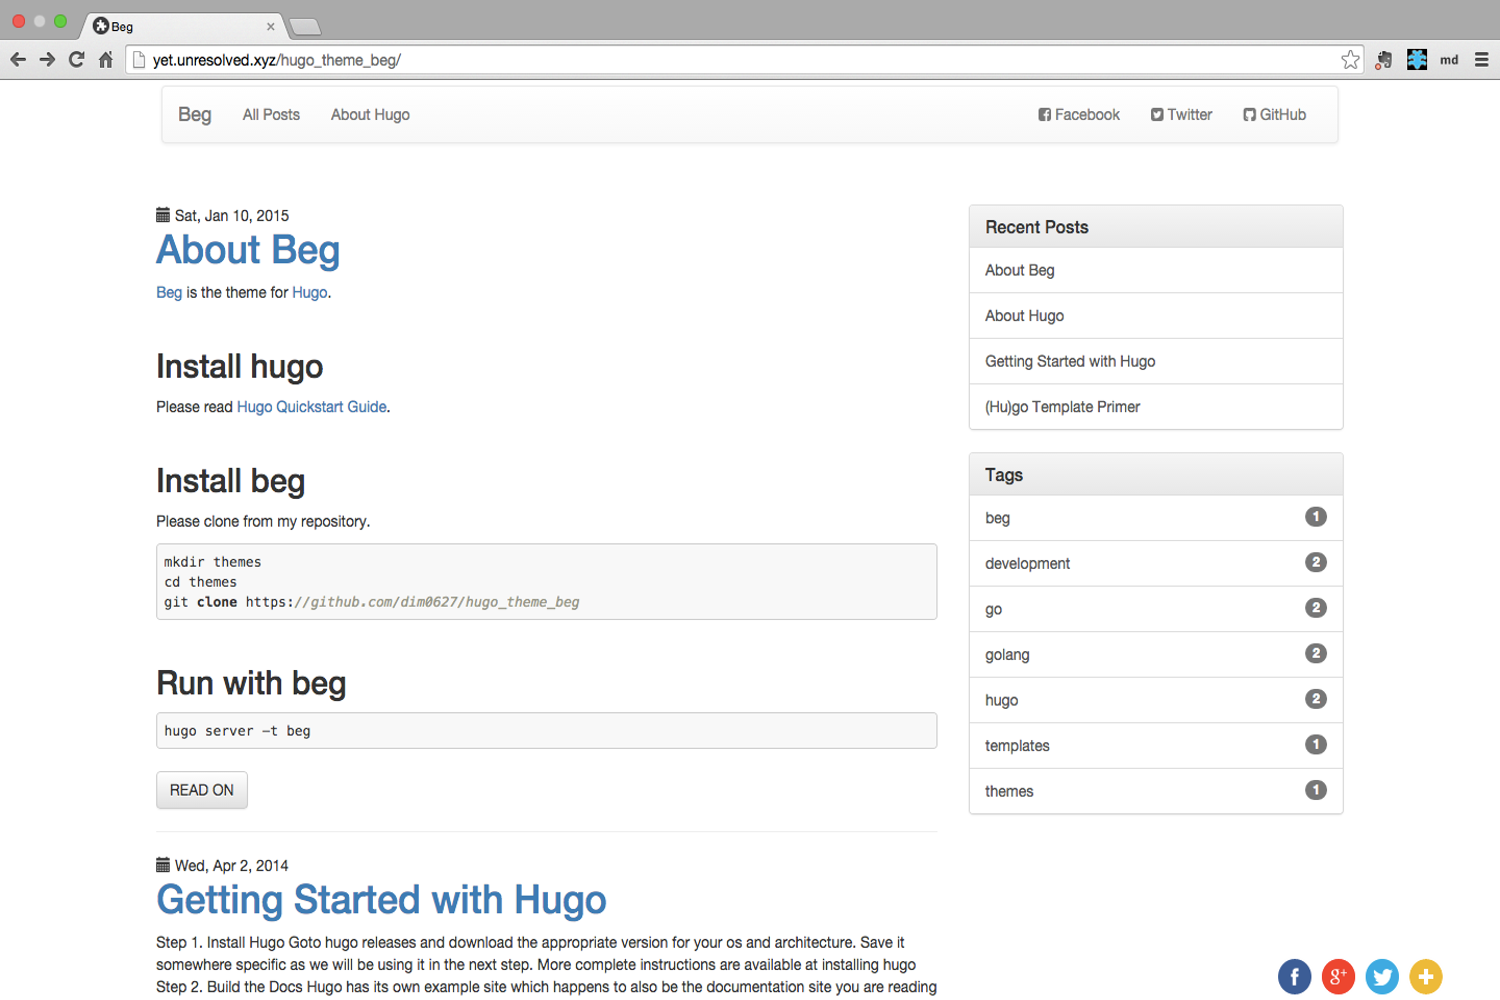 Beg
yet.unresolved.xyz/hugo_theme_beg/
md
Beg All Posts About Hugo Facebook Twitter GitHub
Sat, Jan 10, 2015
About Beg
Beg is the theme for Hugo.
Install hugo
Please read Hugo Quickstart Guide.
Install beg
Please clone from my repository.
mkdir themes
cd themes
git clone https://github.com/dim0627/hugo_theme_beg
Run with beg
hugo server -t beg
READ ON
Wed, Apr 2, 2014
Getting Started with Hugo
Step 1. Install Hugo Goto hugo releases and download the appropriate version for your os and architecture. Save it
somewhere specific as we will be using it in the next step. More complete instructions are available at installing hugo
Step 2. Build the Docs Hugo has its own example site which happens to also be the documentation site you are reading
Recent Posts
About Beg
About Hugo
Getting Started with Hugo
(Hu)go Template Primer
Tags
beg 1
development 2
go 2
golang 2
hugo 2
templates 1
themes 1